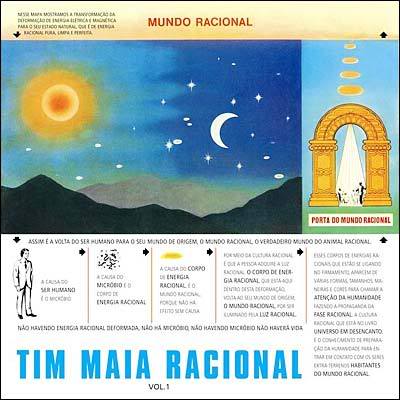 NESSE MAPA MOSTRAMOS A TRANSFORMAÇÃO DA
DEFORMAÇÃO DE ENERGIA ELÉTRICA E MAGNÉTICA
PARA O SEU ESTADO NATURAL, QUE É DE ENERGIA
RACIONAL PURA, LIMPA E PERFEITA.
MUNDO RACIONAL
PORTA DO MUNDO RACIONAL
ASSIM É A VOLTA DO SER HUMANO PARA O SEU MUNDO DE ORIGEM, O MUNDO RACIONAL, O VERDADEIRO MUNDO DO ANIMAL RACIONAL.
A CAUSA DO
SER HUMANO
É O MICRÓBIO
A CAUSA DO
MICRÓBIO É O
CORPO DE
ENERGIA RACIONAL
A CAUSA DO CORPO
DE ENERGIA
RACIONAL, É O
MUNDO RACIONAL,
PORQUE NÃO HÁ
EFEITO SEM CAUSA
POR MEIO DA CULTURA RACIONAL
É QUE A PESSOA ADQUIRE A LUZ
RACIONAL. O CORPO DE ENER-
GIA RACIONAL, QUE ESTÁ AQUI
DENTRO DESTA DEFORMAÇÃO,
VOLTA AO SEU MUNDO DE ORIGEM,
O MUNDO RACIONAL, POR SER
ILUMINADO PELA LUZ RACIONAL.
ESSES CORPOS DE ENERGIAS RA-
CIONAIS QUE ESTÃO SE LIGANDO
NO FIRMAMENTO, APARECEM DE
VÁRIAS FORMAS, TAMANHOS, MA-
NEIRAS E CORES PARA CHAMAR A
ATENÇÃO DA HUMANIDADE
FAZENDO A PROPAGANDA DA
FASE RACIONAL. A CULTURA
RACIONAL QUE ESTÁ NO LIVRO
UNIVERSO EM DESENCANTO,
É O CONHECIMENTO DE PREPARA-
ÇÃO DA HUMANIDADE PARA EN-
TRAR EM CONTATO COM OS SERES
EXTRA-TERRENOS HABITANTES
DO MUNDO RACIONAL.
NÃO HAVENDO ENERGIA RACIONAL DEFORMADA, NÃO HÁ MICRÓBIO, NÃO HAVENDO MICRÓBIO NÃO HAVERÁ VIDA
TIM MAIA RACIONAL
VOL.1